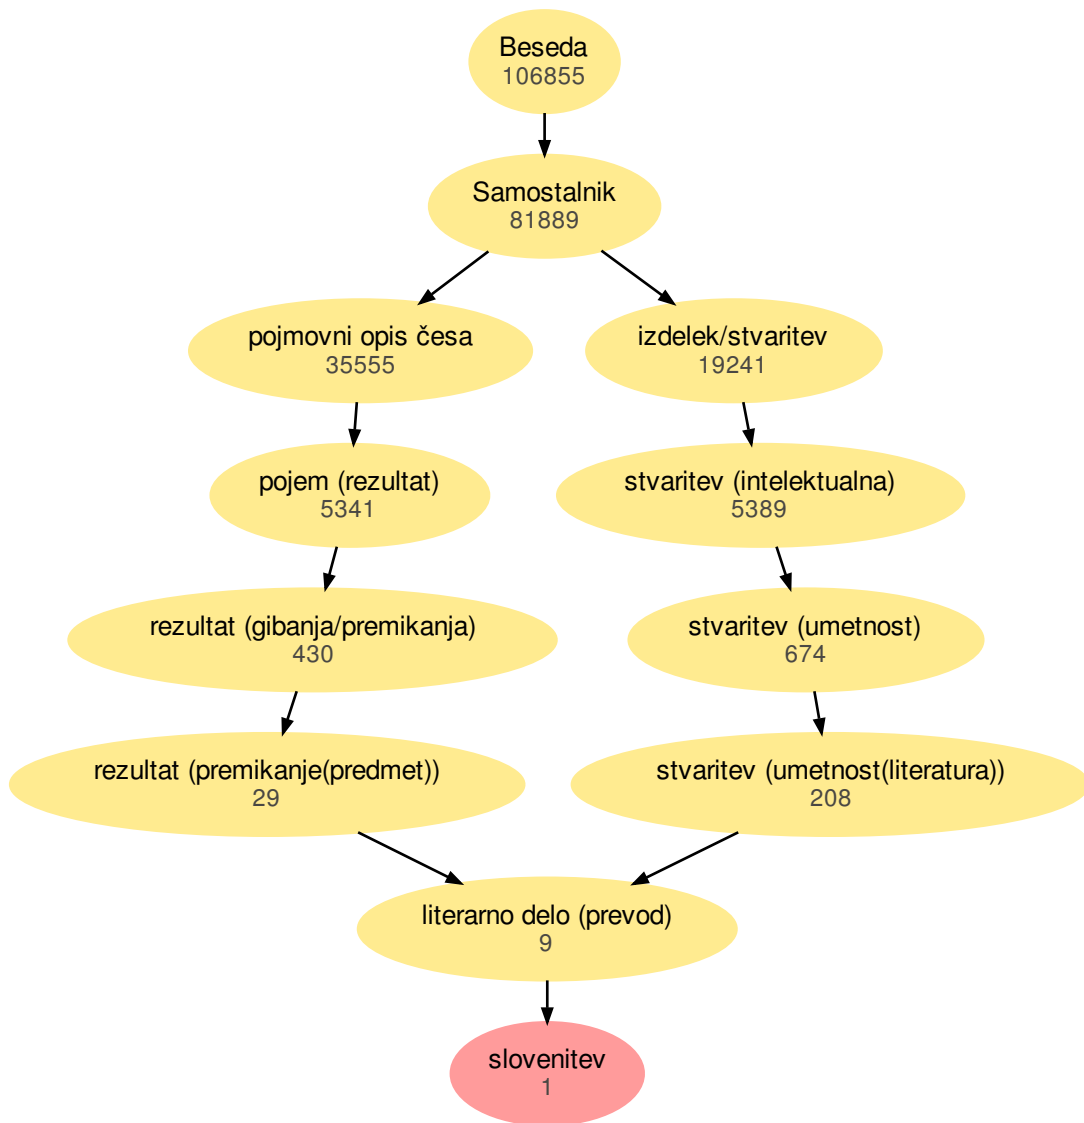 Beseda
106855
Samostalnik
81889
pojmovni opis česa
35555
izdelek/stvaritev
19241
pojem (rezultat)
5341
stvaritev (intelektualna)
5389
rezultat (gibanja/premikanja)
430
stvaritev (umetnost)
674
rezultat (premikanje(predmet))
29
stvaritev (umetnost(literatura))
208
literarno delo (prevod)
9
slovenitev
1